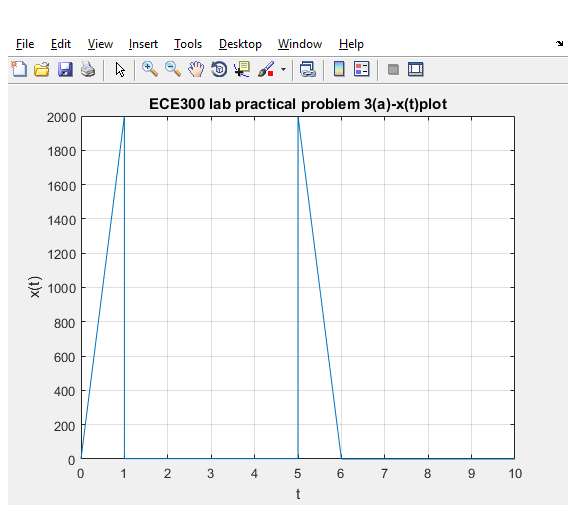 File Edit View Insert Tools Desktop Window Help
ECE300 lab practical problem 3(a)-x(t)plot
2000
1800
1600
1400
1200
1000
800
600
400
200
0
x(t)
0 1 2 3 4 5 6 7 8 9 10
t